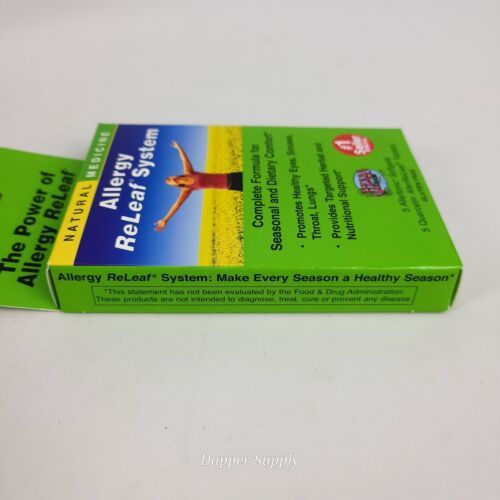 The Power of
Allergy ReLeaf
NATURAL MEDICINE
Allergy
ReLeaf® System
Complete Formula for
Seasonal and Dietary Comfort*
• Promotes Healthy Eyes, Sinuses,
Throat, Lungs*
• Provides Targeted Herbal and
Nutritional Support*
#1
Seller
Allergy ReLeaf® System: Make Every Season a Healthy Season*
*This statement has not been evaluated by the Food & Drug Administration.
These products are not intended to diagnose, treat, cure or prevent any disease.
Dapper Supply